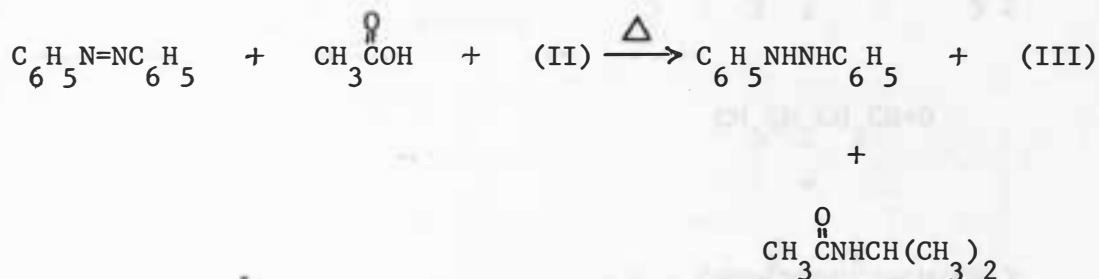 C₆H₅N=NC₆H₅ + CH₃COH + (II) △→ C₆H₅NHNHC₆H₅ + (III)
O
+
O
CH₃CNHCH(CH₃)₂